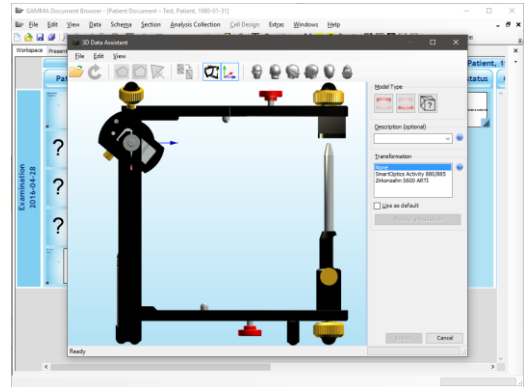 GAMMA Document Browser - [Patient Document – Test, Patient, 1980-01-31]
File Edit View Data Schema Section Analysis Collection Cell Design Extras Windows Help
Workspace Present
Patient, 1
Pat
status
Examination
2016-04-28
?
?
?
3D Data Assistant
File Edit View
Model Type
Description (optional)
Transformation
None
SmartOptics Activity 880/885
Zirkonzahn S600 ARTI
Use as default
Cancel
Ready